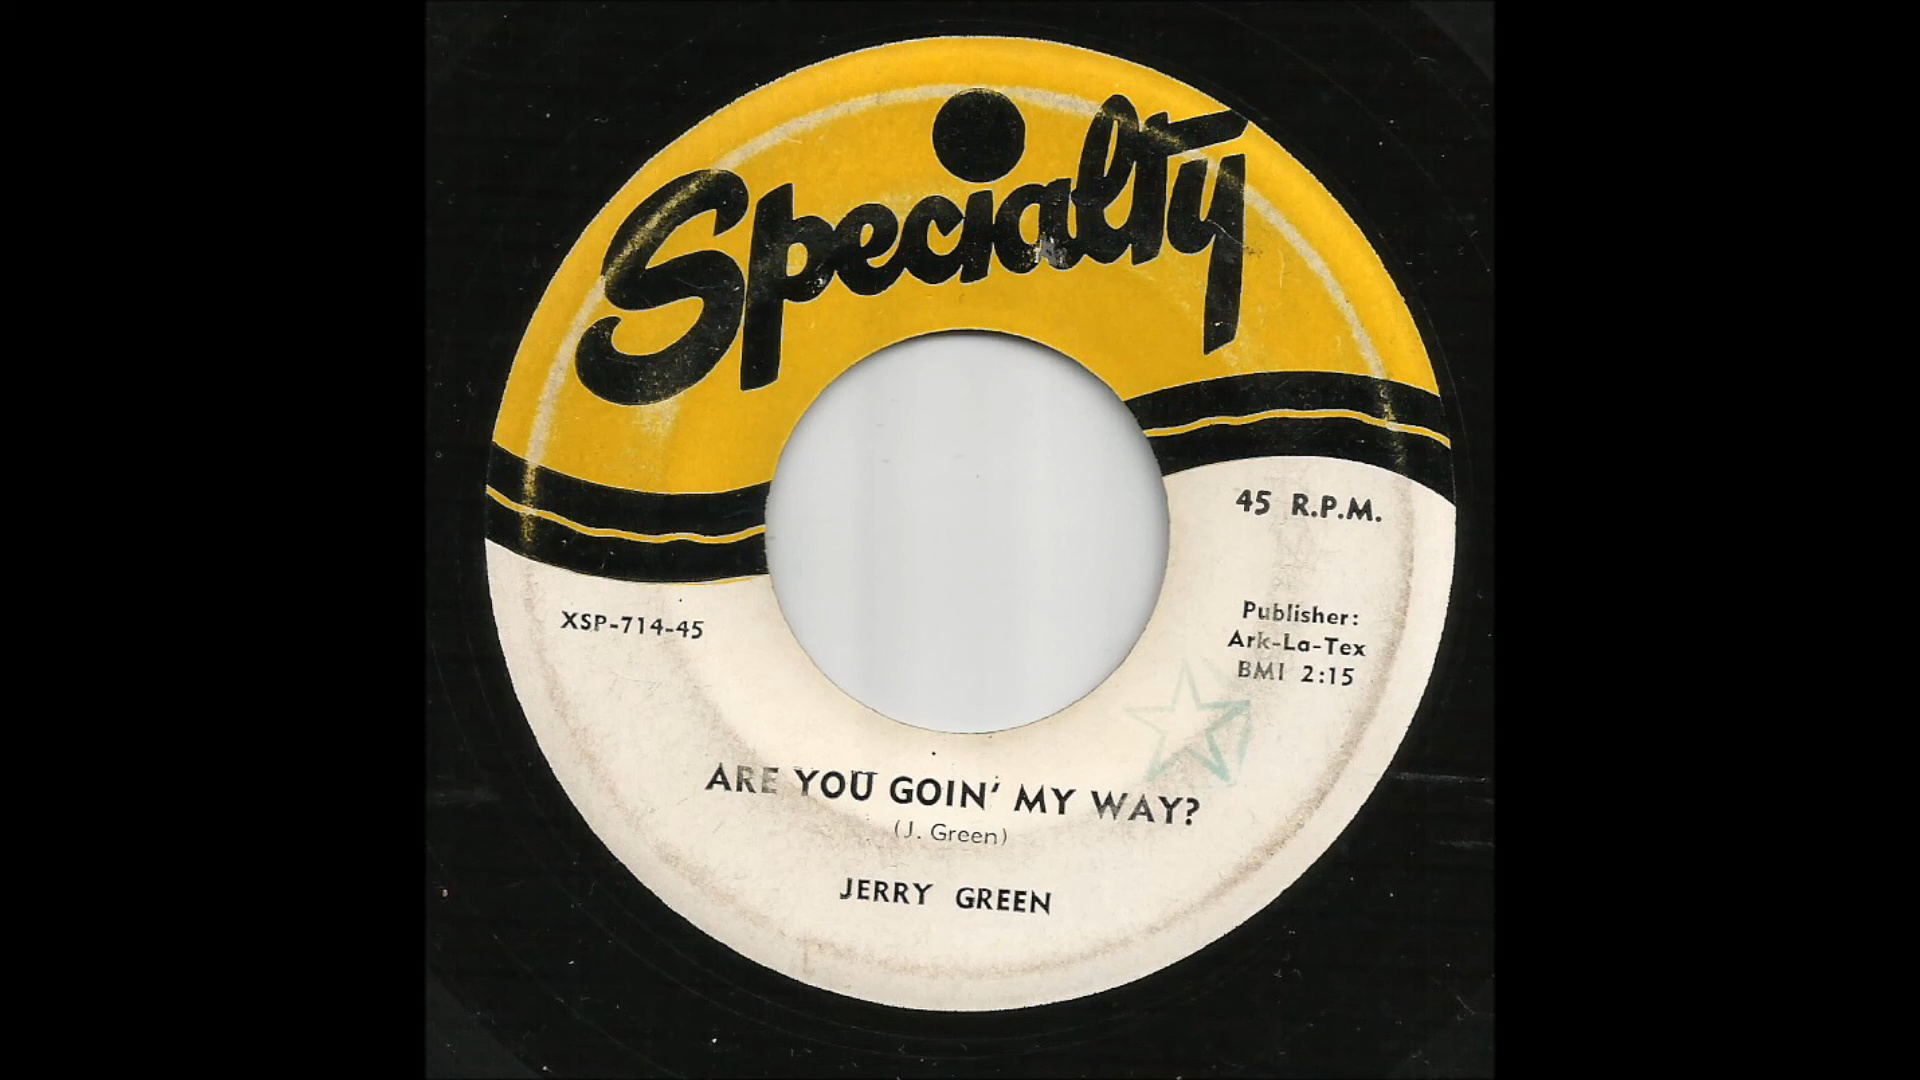 Specialty
45 R.P.M.
XSP-714-45
Publisher:
Ark-La-Tex
BMI 2:15
ARE YOU GOIN' MY WAY?
(J. Green)
JERRY GREEN